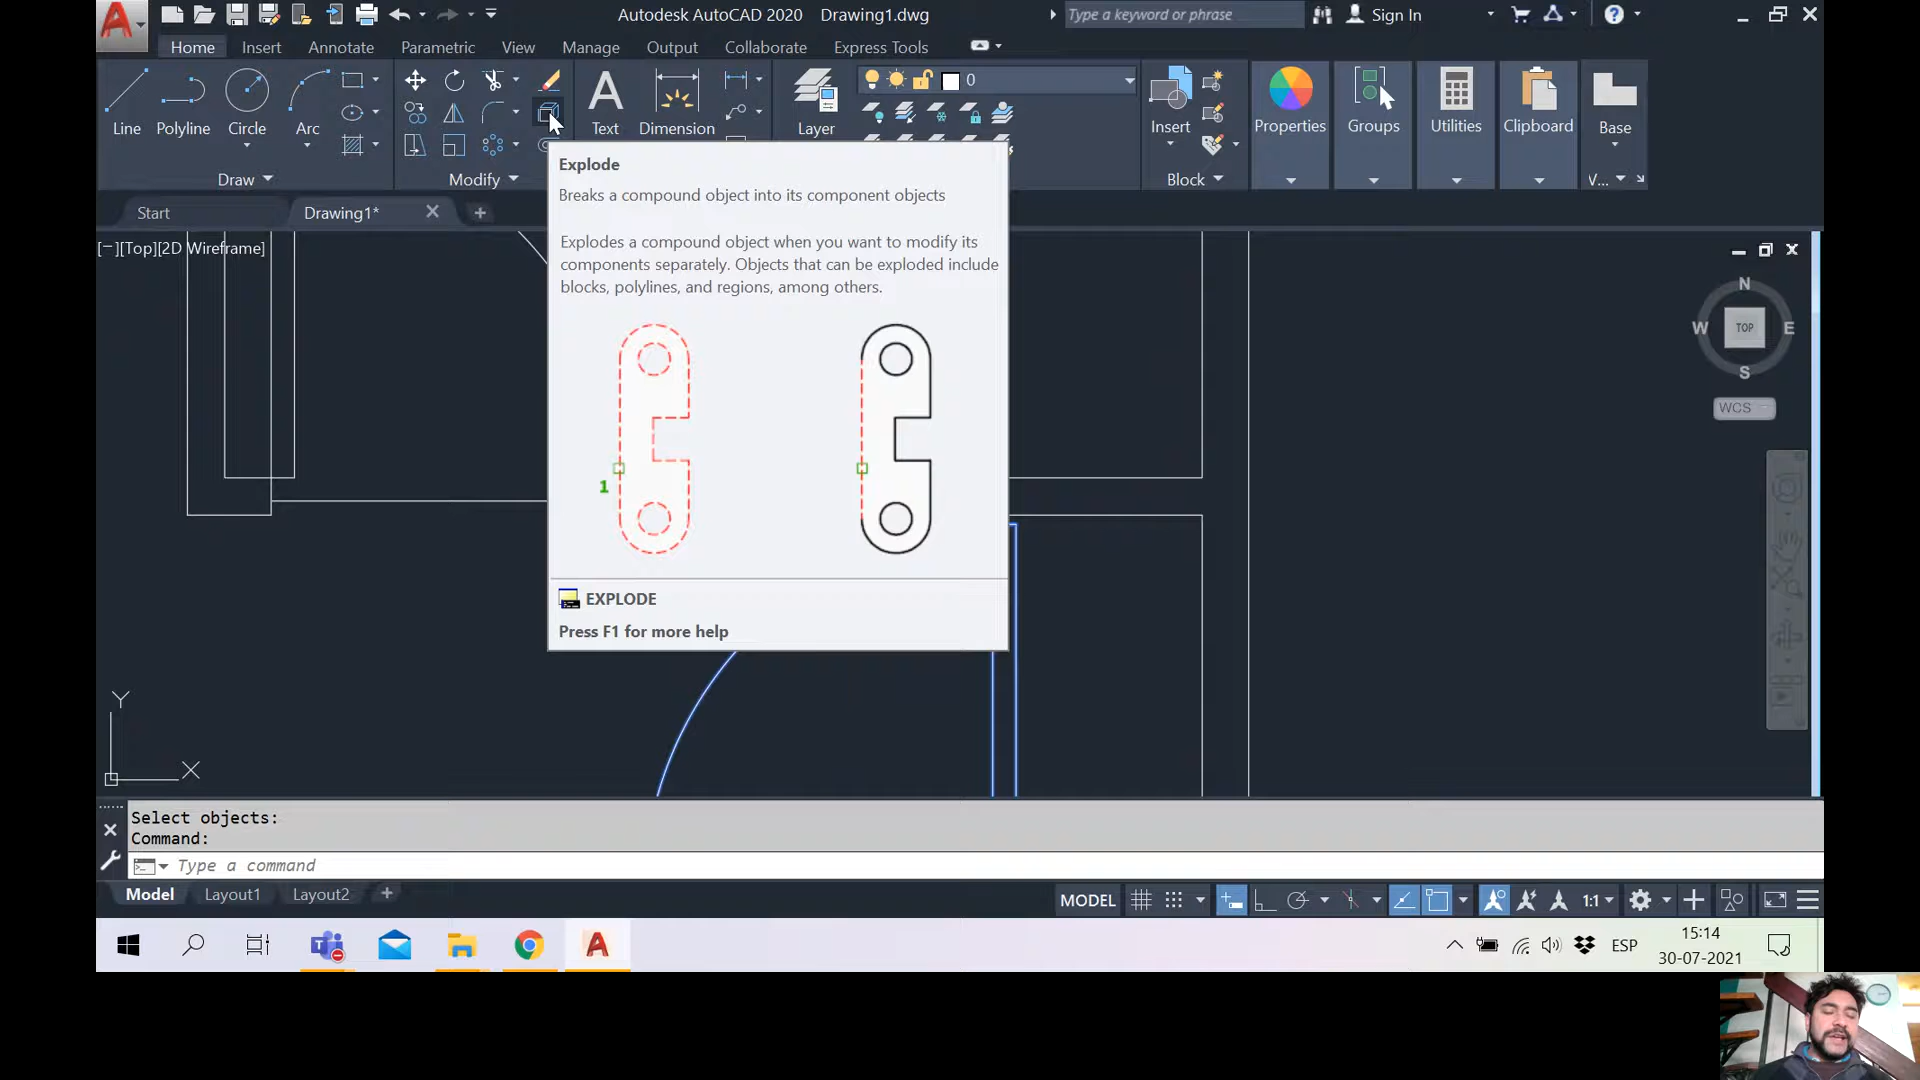 Autodesk AutoCAD 2020 Drawing1.dwg
Type a keyword or phrase
Sign In
Home Insert Annotate Parametric View Manage Output Collaborate Express Tools
0
Line Polyline Circle Arc
Text Dimension
Layer
Insert
Properties Groups Utilities Clipboard Base
Draw Modify Block V...
Start Drawing1*
[−][Top][2D Wireframe]
Explode
Breaks a compound object into its component objects
Explodes a compound object when you want to modify its
components separately. Objects that can be exploded include
blocks, polylines, and regions, among others.
1
EXPLODE
Press F1 for more help
N
W TOP E
S
WCS
Y
X
Select objects:
Command:
Type a command
Model Layout1 Layout2
MODEL
1:1
ESP
15:14
30-07-2021